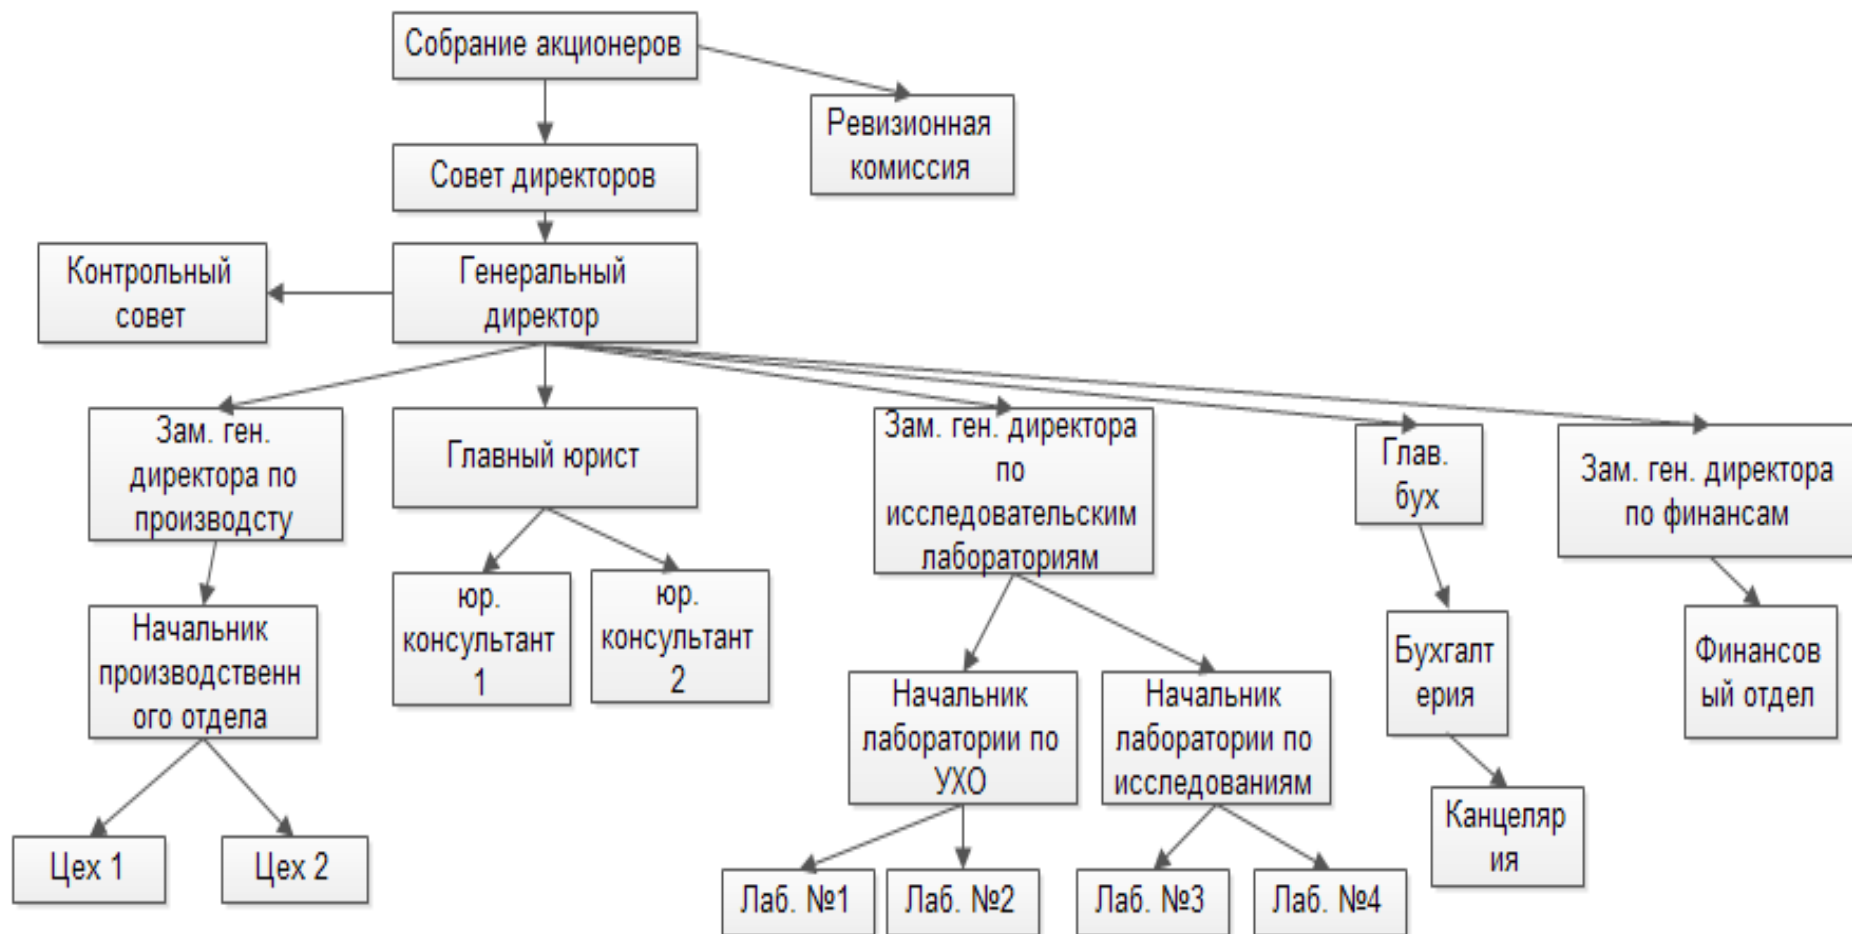 Собрание акционеров
Ревизионная
комиссия
Совет директоров
Контрольный
совет
Генеральный
директор
Зам. ген.
директора по
производсту
Главный юрист
Зам. ген. директора
по
исследовательским
лабораториям
Глав.
бух
Зам. ген. директора
по финансам
Начальник
производственн
ого отдела
юр.
консультант
1
юр.
консультант
2
Начальник
лаборатории по
УХО
Начальник
лаборатории по
исследованиям
Бухгалт
ерия
Финансов
ый отдел
Канцеляр
ия
Цех 1
Цех 2
Лаб. №1
Лаб. №2
Лаб. №3
Лаб. №4